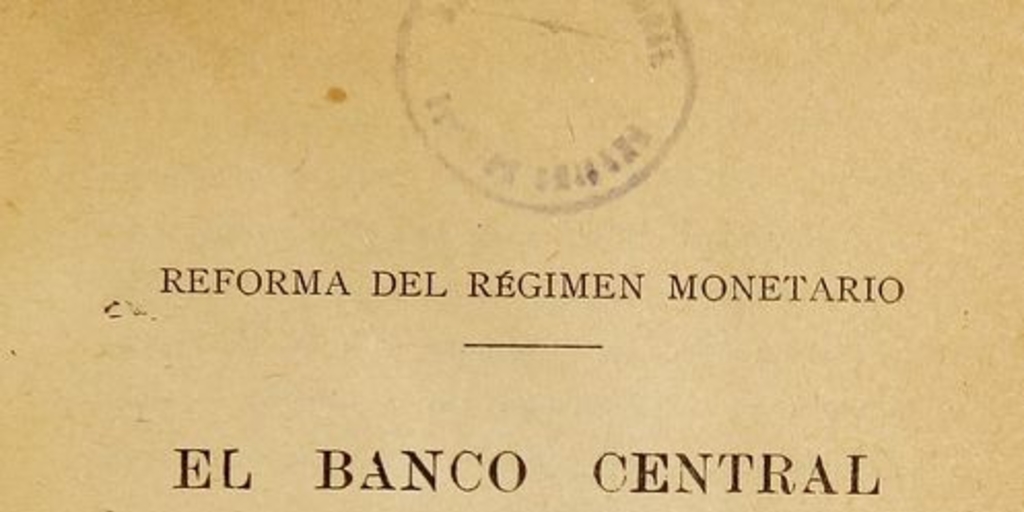 REFORMA DEL RÉGIMEN MONETARIO
EL BANCO CENTRAL